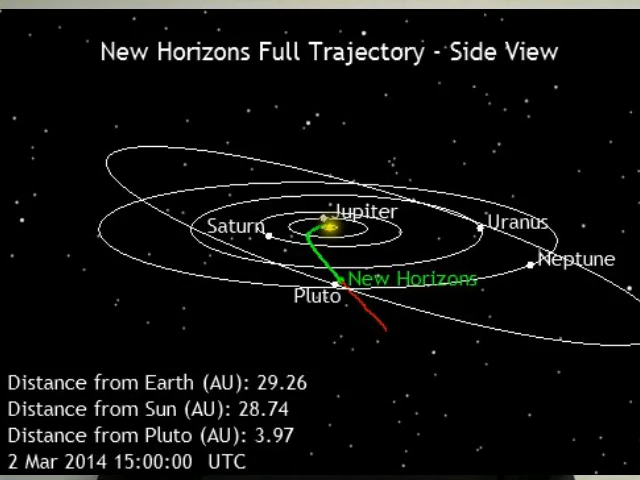 New Horizons Full Trajectory - Side View
Jupiter
Saturn
Uranus
Neptune
New Horizons
Pluto
Distance from Earth (AU): 29.26
Distance from Sun (AU): 28.74
Distance from Pluto (AU): 3.97
2 Mar 2014 15:00:00 UTC